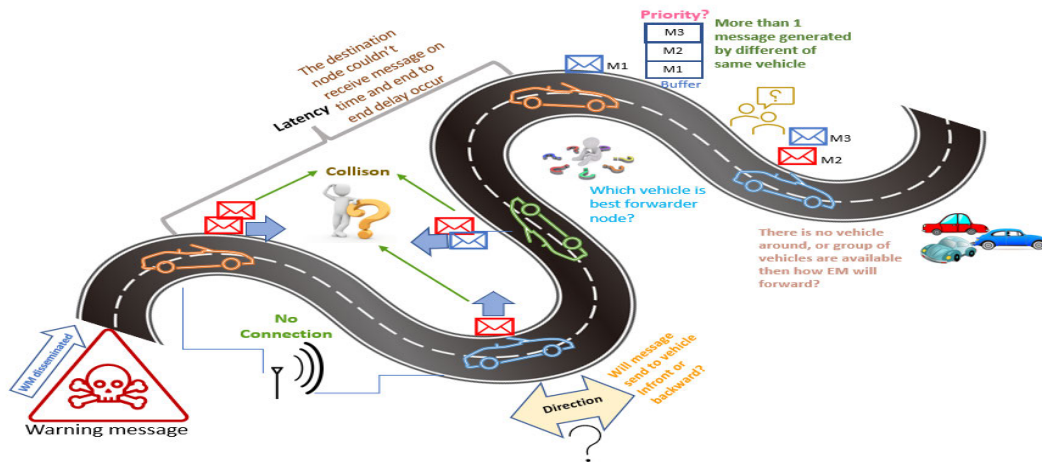 Priority?
M3
M2
M1
Buffer
More than 1
message generated
by different of
same vehicle
M1
The destination
node couldn't
receive message on
time and end to
end delay occur
Latency
?
M3
M2
Collison
Which vehicle is
best forwarder
node?
There is no vehicle
around, or group of
vehicles are available
then how EM will
forward?
No
Connection
WM disseminated
Warning message
Will message
send to vehicle
infront or
backward?
Direction
?